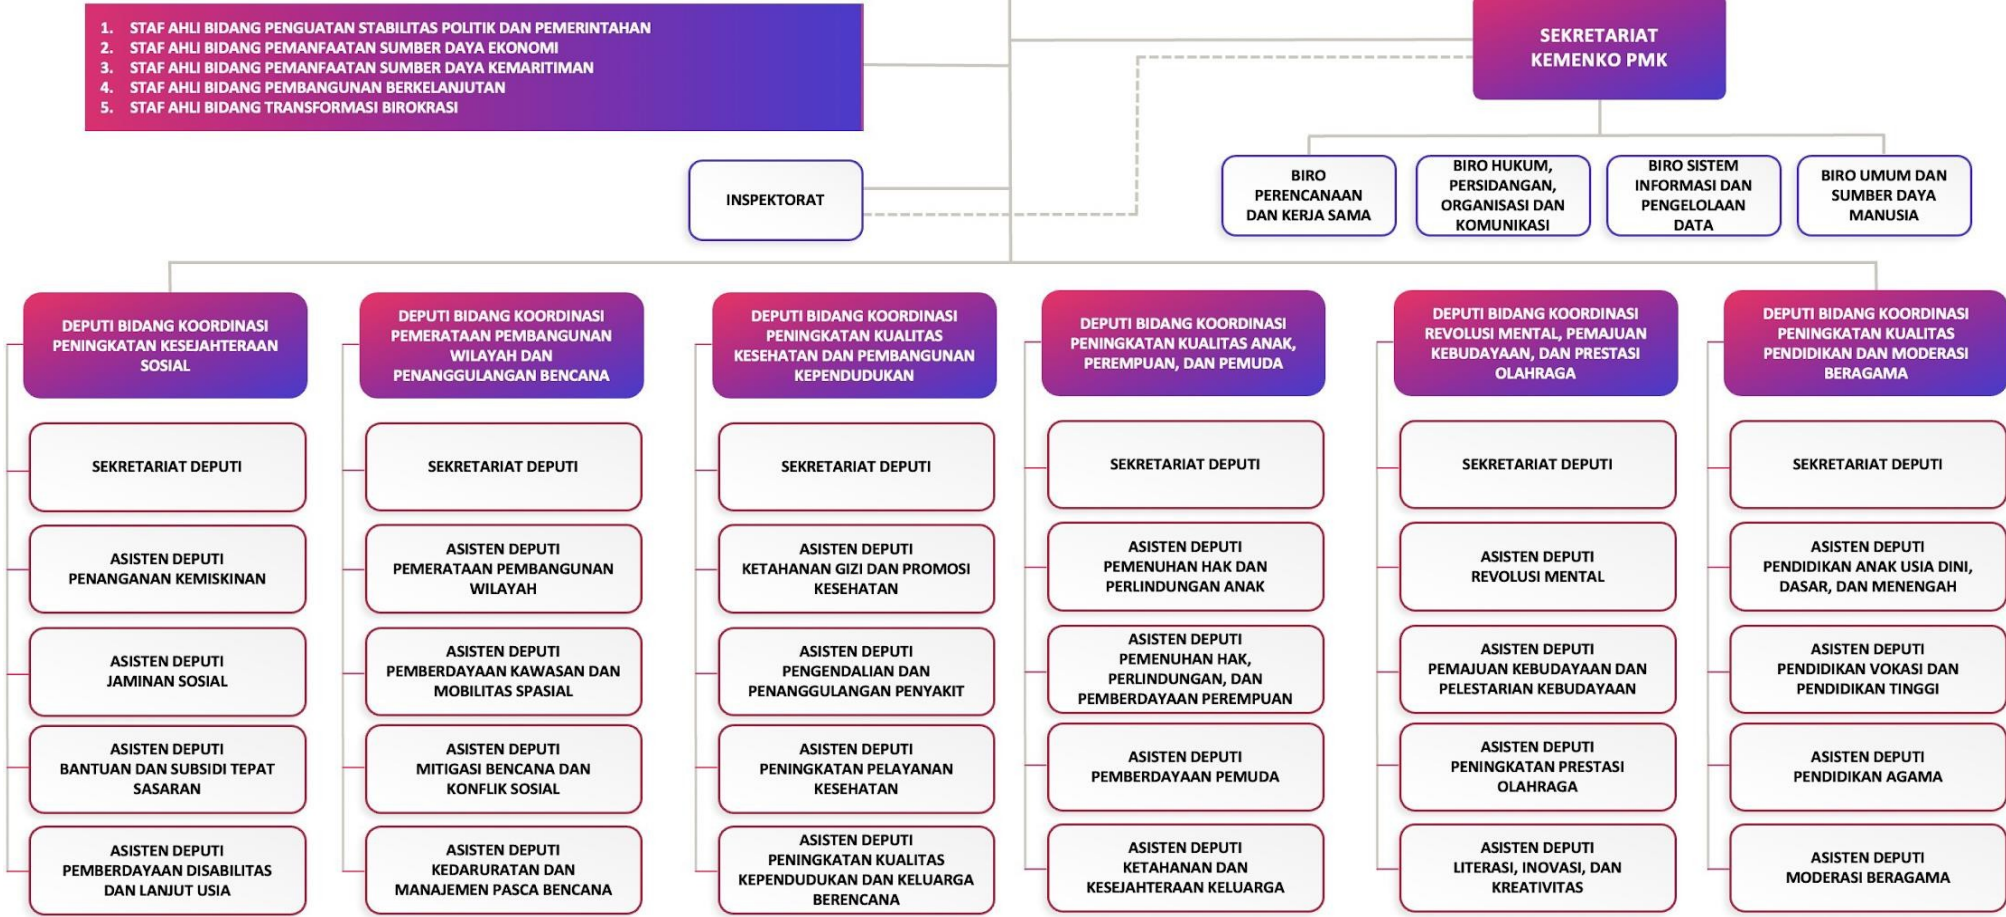 1. STAF AHLI BIDANG PENGUATAN STABILITAS POLITIK DAN PEMERINTAHAN
2. STAF AHLI BIDANG PEMANFAATAN SUMBER DAYA EKONOMI
3. STAF AHLI BIDANG PEMANFAATAN SUMBER DAYA KEMARITIMAN
4. STAF AHLI BIDANG PEMBANGUNAN BERKELANJUTAN
5. STAF AHLI BIDANG TRANSFORMASI BIROKRASI
SEKRETARIAT
KEMENKO PMK
INSPEKTORAT
BIRO
PERENCANAAN
DAN KERJA SAMA
BIRO HUKUM,
PERSIDANGAN,
ORGANISASI DAN
KOMUNIKASI
BIRO SISTEM
INFORMASI DAN
PENGELOLAAN
DATA
BIRO UMUM DAN
SUMBER DAYA
MANUSIA
DEPUTI BIDANG KOORDINASI
PENINGKATAN KESEJAHTERAAN
SOSIAL
SEKRETARIAT DEPUTI
ASISTEN DEPUTI
PENANGANAN KEMISKINAN
ASISTEN DEPUTI
JAMINAN SOSIAL
ASISTEN DEPUTI
BANTUAN DAN SUBSIDI TEPAT
SASARAN
ASISTEN DEPUTI
PEMBERDAYAAN DISABILITAS
DAN LANJUT USIA
DEPUTI BIDANG KOORDINASI
PEMERATAAN PEMBANGUNAN
WILAYAH DAN
PENANGGULANGAN BENCANA
SEKRETARIAT DEPUTI
ASISTEN DEPUTI
PEMERATAAN PEMBANGUNAN
WILAYAH
ASISTEN DEPUTI
PEMBERDAYAAN KAWASAN DAN
MOBILITAS SPASIAL
ASISTEN DEPUTI
MITIGASI BENCANA DAN
KONFLIK SOSIAL
ASISTEN DEPUTI
KEDARURATAN DAN
MANAJEMEN PASCA BENCANA
DEPUTI BIDANG KOORDINASI
PENINGKATAN KUALITAS
KESEHATAN DAN PEMBANGUNAN
KEPENDUDUKAN
SEKRETARIAT DEPUTI
ASISTEN DEPUTI
KETAHANAN GIZI DAN PROMOSI
KESEHATAN
ASISTEN DEPUTI
PENGENDALIAN DAN
PENANGGULANGAN PENYAKIT
ASISTEN DEPUTI
PENINGKATAN PELAYANAN
KESEHATAN
ASISTEN DEPUTI
PENINGKATAN KUALITAS
KEPENDUDUKAN DAN KELUARGA
BERENCANA
DEPUTI BIDANG KOORDINASI
PENINGKATAN KUALITAS ANAK,
PEREMPUAN, DAN PEMUDA
SEKRETARIAT DEPUTI
ASISTEN DEPUTI
PEMENUHAN HAK DAN
PERLINDUNGAN ANAK
ASISTEN DEPUTI
PEMENUHAN HAK,
PERLINDUNGAN, DAN
PEMBERDAYAAN PEREMPUAN
ASISTEN DEPUTI
PEMBERDAYAAN PEMUDA
ASISTEN DEPUTI
KETAHANAN DAN
KESEJAHTERAAN KELUARGA
DEPUTI BIDANG KOORDINASI
REVOLUSI MENTAL, PEMAJUAN
KEBUDAYAAN, DAN PRESTASI
OLAHRAGA
SEKRETARIAT DEPUTI
ASISTEN DEPUTI
REVOLUSI MENTAL
ASISTEN DEPUTI
PEMAJUAN KEBUDAYAAN DAN
PELESTARIAN KEBUDAYAAN
ASISTEN DEPUTI
PENINGKATAN PRESTASI
OLAHRAGA
ASISTEN DEPUTI
LITERASI, INOVASI, DAN
KREATIVITAS
DEPUTI BIDANG KOORDINASI
PENINGKATAN KUALITAS
PENDIDIKAN DAN MODERASI
BERAGAMA
SEKRETARIAT DEPUTI
ASISTEN DEPUTI
PENDIDIKAN ANAK USIA DINI,
DASAR, DAN MENENGAH
ASISTEN DEPUTI
PENDIDIKAN VOKASI DAN
PENDIDIKAN TINGGI
ASISTEN DEPUTI
PENDIDIKAN AGAMA
ASISTEN DEPUTI
MODERASI BERAGAMA